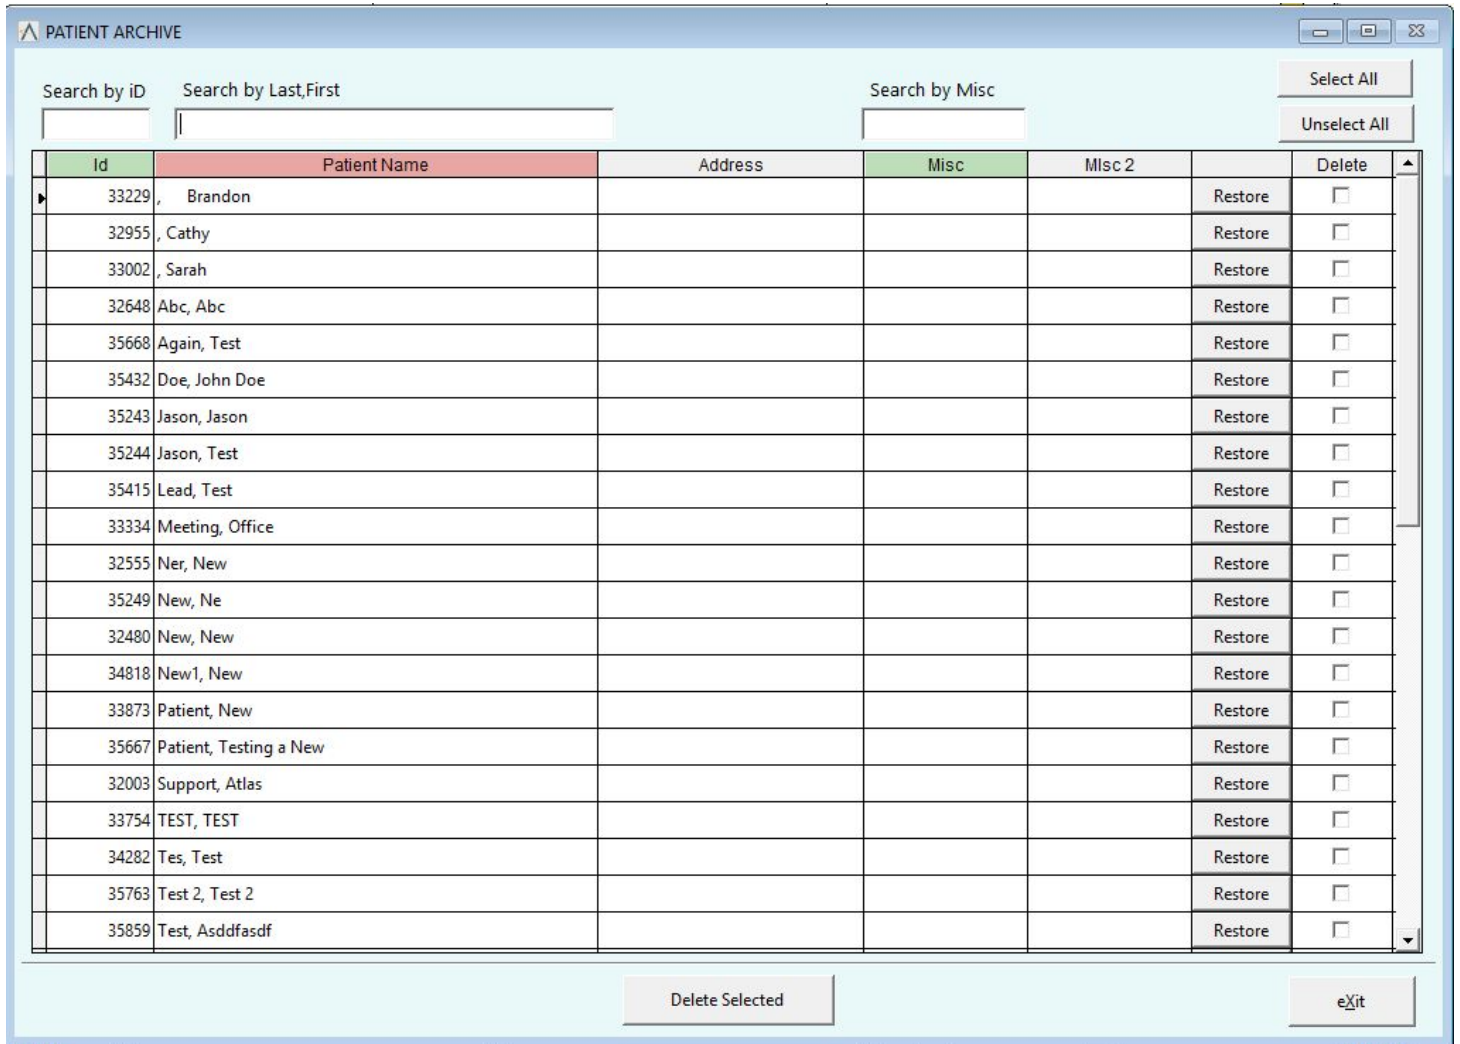 PATIENT ARCHIVE
Search by iD Search by Last,First Search by Misc Select All
Unselect All
Id Patient Name Address Misc MIsc 2 Delete
33229 , Brandon Restore
32955 , Cathy Restore
33002 , Sarah Restore
32648 Abc, Abc Restore
35668 Again, Test Restore
35432 Doe, John Doe Restore
35243 Jason, Jason Restore
35244 Jason, Test Restore
35415 Lead, Test Restore
33334 Meeting, Office Restore
32555 Ner, New Restore
35249 New, Ne Restore
32480 New, New Restore
34818 New1, New Restore
33873 Patient, New Restore
35667 Patient, Testing a New Restore
32003 Support, Atlas Restore
33754 TEST, TEST Restore
34282 Tes, Test Restore
35763 Test 2, Test 2 Restore
35859 Test, Asddfasdf Restore
Delete Selected eXit